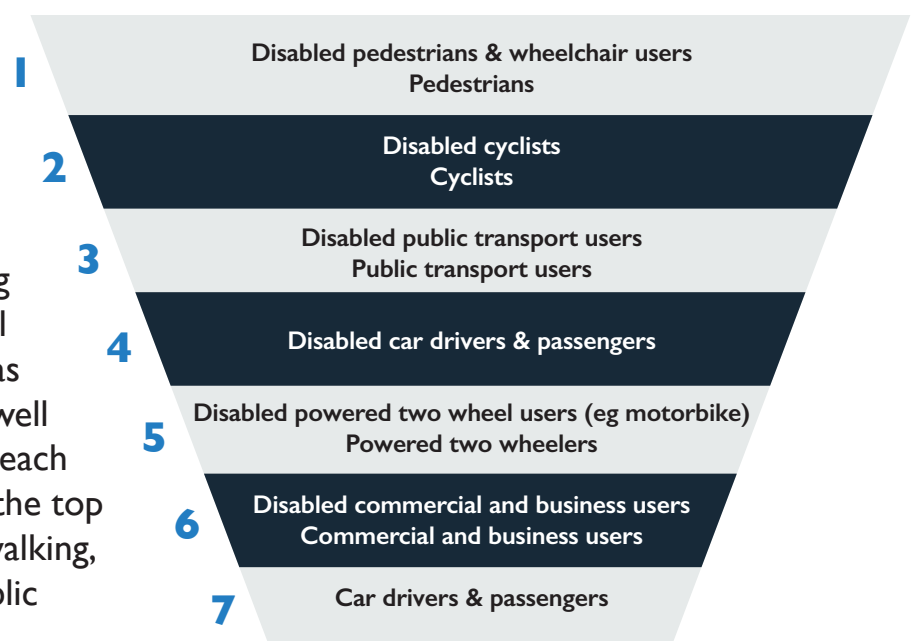 1
Disabled pedestrians & wheelchair users
Pedestrians
2
Disabled cyclists
Cyclists
3
Disabled public transport users
Public transport users
4
Disabled car drivers & passengers
5
Disabled powered two wheel users (eg motorbike)
Powered two wheelers
6
Disabled commercial and business users
Commercial and business users
7
Car drivers & passengers
well
each
the top